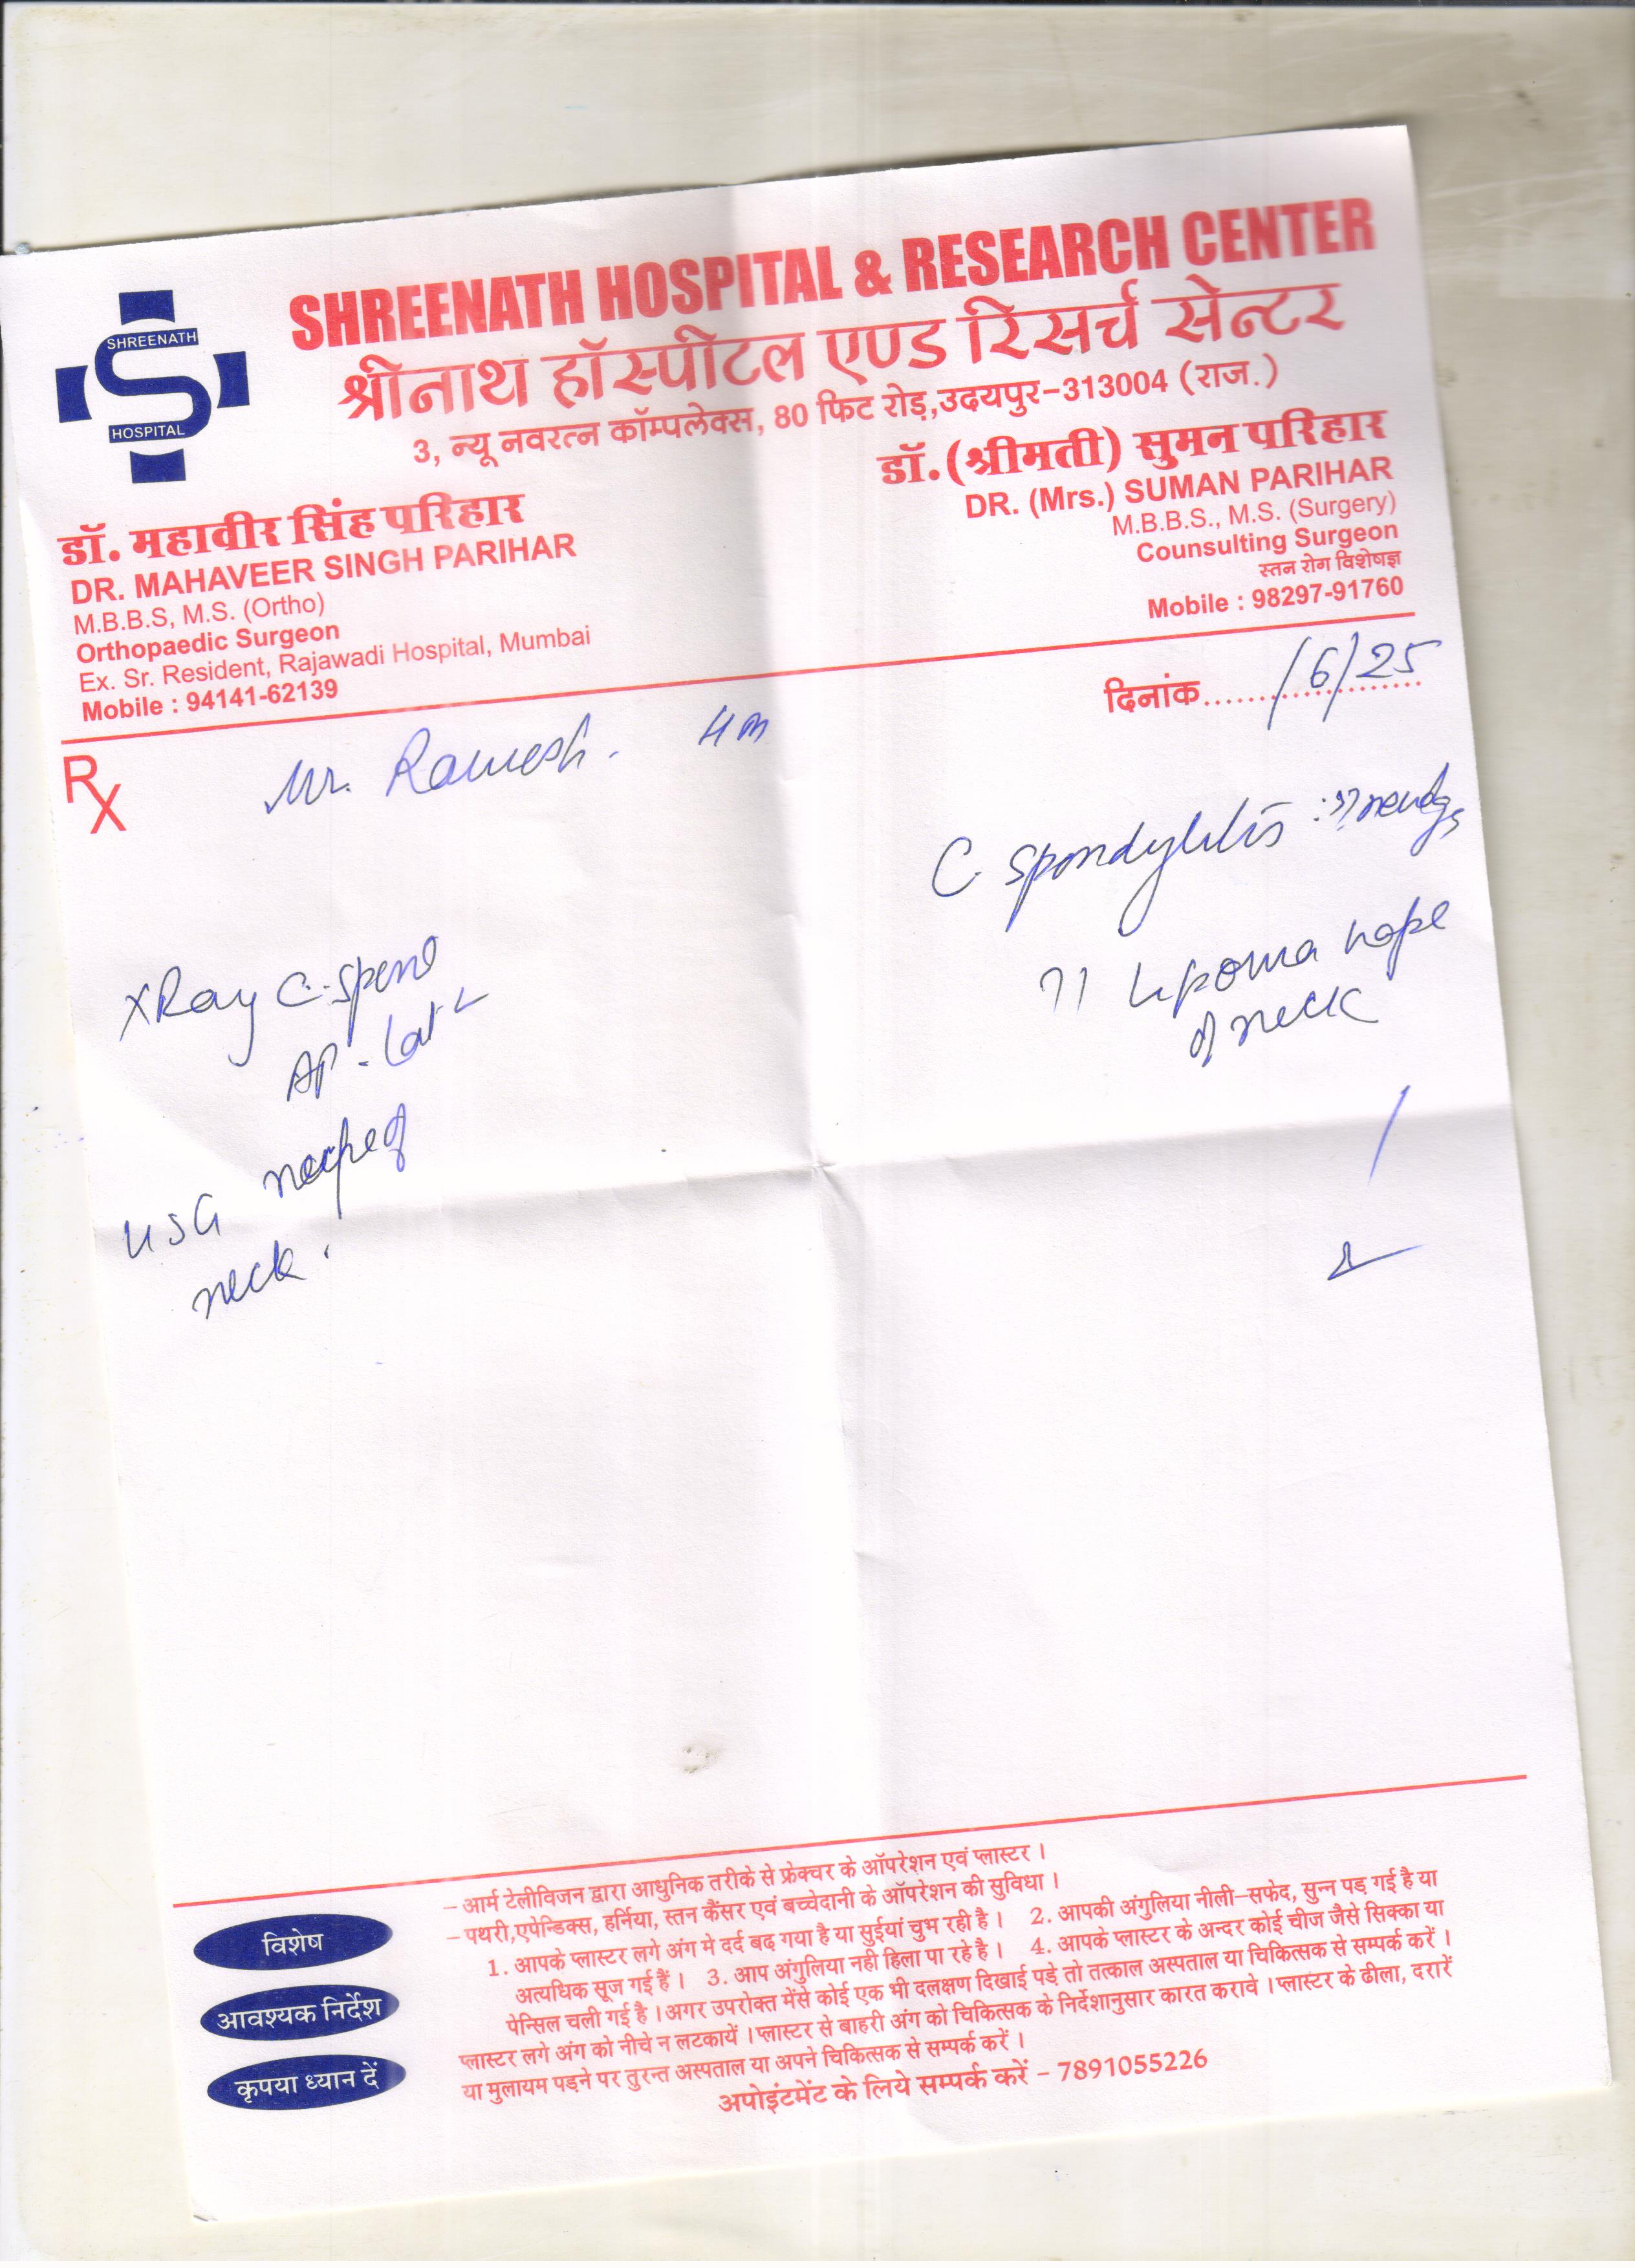 SHREENATH
HOSPITAL
SHREENATH HOSPITAL & RESEARCH CENTER
श्रीनाथ हॉस्पीटल एण्ड रिसर्च सेन्टर
3, न्यू नवरत्न कॉम्पलेक्स, 80 फिट रोड़,उदयपुर-313004 (राज.)
डॉ. महावीर सिंह परिहार
DR. MAHAVEER SINGH PARIHAR
M.B.B.S, M.S. (Ortho)
Orthopaedic Surgeon
Ex. Sr. Resident, Rajawadi Hospital, Mumbai
Mobile : 94141-62139
डॉ.(श्रीमती) सुमन परिहार
DR. (Mrs.) SUMAN PARIHAR
M.B.B.S., M.S. (Surgery)
Counsulting Surgeon
स्तन रोग विशेषज्ञ
Mobile : 98297-91760
दिनांक.................... /6/25
Rx
Mr. Ramesh.
C. spondylitis
?? Lipoma nape
of neck
XRay C.Spine
AP - Lat
USG nape of
neck.
विशेष
– आर्म टेलीविजन द्वारा आधुनिक तरीके से फ्रेक्चर के ऑपरेशन एवं प्लास्टर ।
– पथरी,एपेन्डिक्स, हर्निया, स्तन कैंसर एवं बच्चेदानी के ऑपरेशन की सुविधा ।
आवश्यक निर्देश
1. आपके प्लास्टर लगे अंग मे दर्द बढ़ गया है या सुईयां चुभ रही है । 2. आपकी अंगुलिया नीली–सफेद, सुन्न पड़ गई है या
अत्यधिक सूज गई हैं । 3. आप अंगुलिया नही हिला पा रहे है । 4. आपके प्लास्टर के अन्दर कोई चीज जैसे सिक्का या
पेन्सिल चली गई है । अगर उपरोक्त मेंसे कोई एक भी दलक्षण दिखाई पड़े तो तत्काल अस्पताल या चिकित्सक से सम्पर्क करें ।
कृपया ध्यान दें
प्लास्टर लगे अंग को नीचे न लटकायें । प्लास्टर से बाहरी अंग को चिकित्सक के निर्देशानुसार कारत करावे । प्लास्टर के ढीला, दरारें
या मुलायम पड़ने पर तुरन्त अस्पताल या अपने चिकित्सक से सम्पर्क करें ।
अपोइंटमेंट के लिये सम्पर्क करें – 7891055226